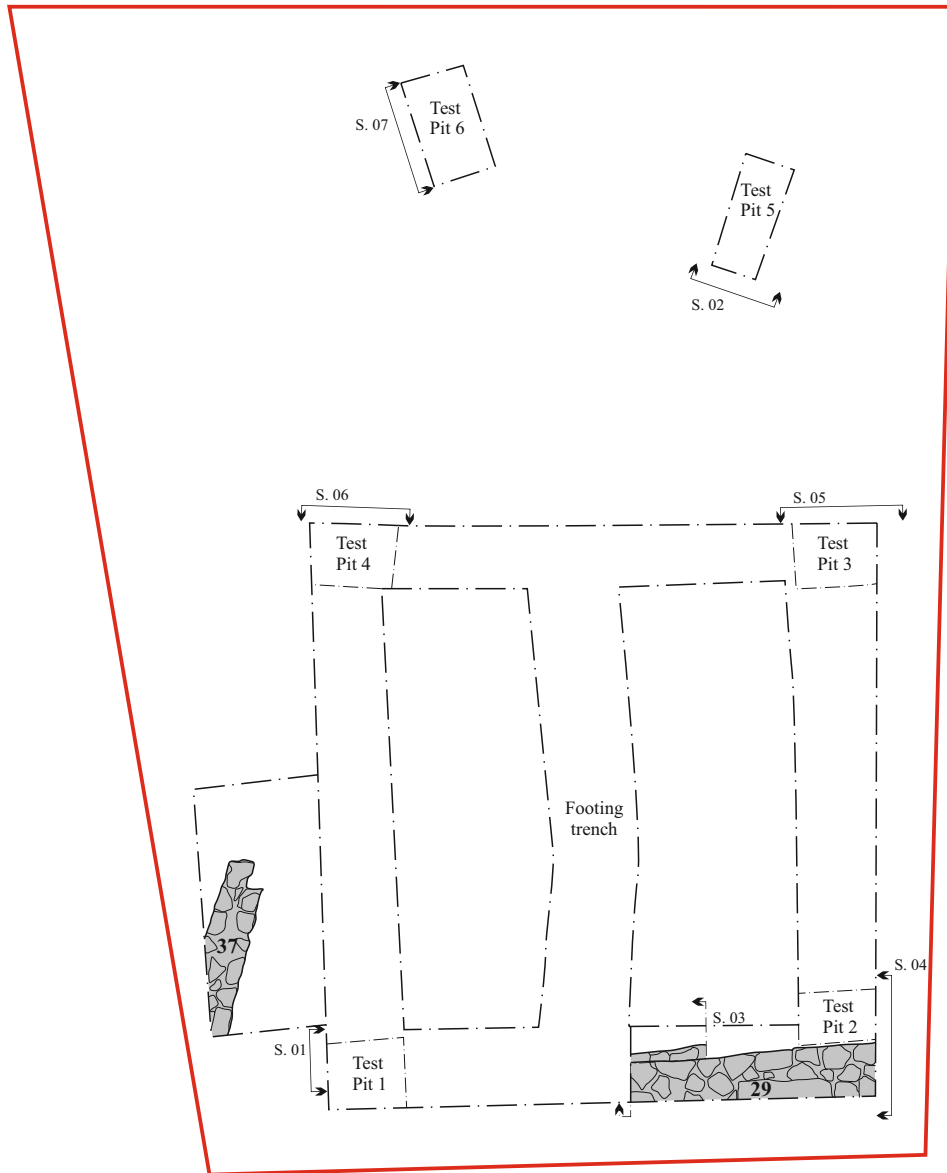 Test
Pit 6
S. 07
Test
Pit 5
S. 02
S. 06
S. 05
Test
Pit 4
Test
Pit 3
Footing
trench
37
S. 04
S. 03
Test
Pit 2
S. 01
Test
Pit 1
29